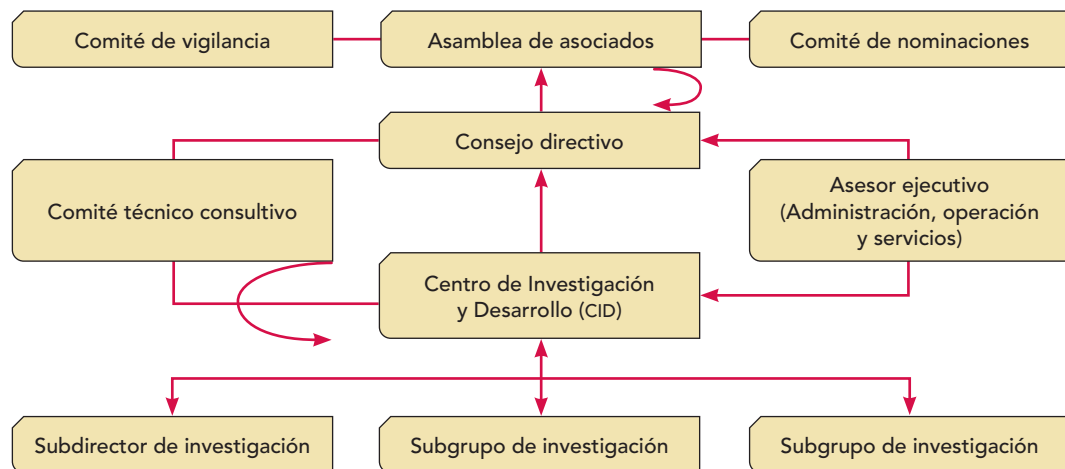 Comité de vigilancia
Asamblea de asociados
Comité de nominaciones
Consejo directivo
Comité técnico consultivo
Asesor ejecutivo
(Administración, operación
y servicios)
Centro de Investigación
y Desarrollo (CID)
Subdirector de investigación
Subgrupo de investigación
Subgrupo de investigación